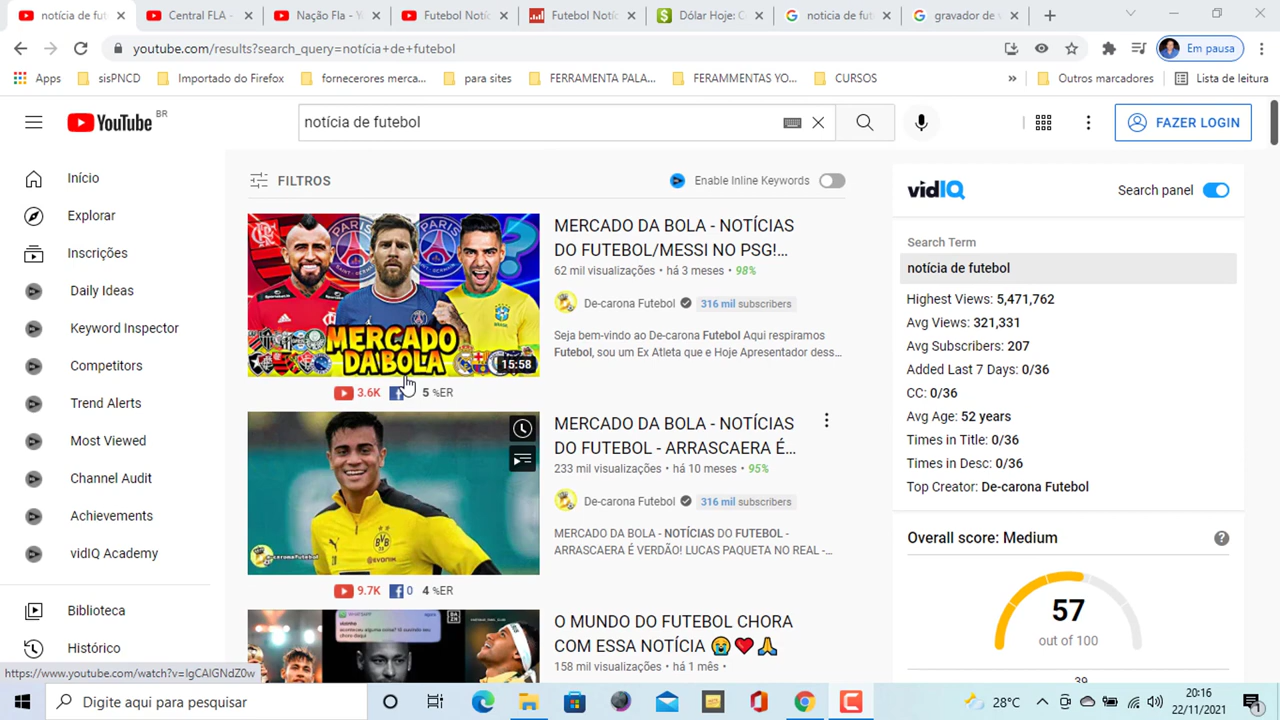 notícia de fu
Central FLA -
Nação Fla - Y
Futebol Notíc
Futebol Notíc
Dólar Hoje: C
noticia de fut
gravador de v
youtube.com/results?search_query=notícia+de+futebol
Em pausa
Apps
sisPNCD
Importado do Firefox
fornecerores merca...
para sites
FERRAMENTA PALA...
FERAMIMENTAS YO...
CURSOS
»
Outros marcadores
Lista de leitura
YouTube BR
notícia de futebol
FAZER LOGIN
Início
Explorar
Inscrições
Daily Ideas
Keyword Inspector
Competitors
Trend Alerts
Most Viewed
Channel Audit
Achievements
vidIQ Academy
Biblioteca
Histórico
FILTROS
Enable Inline Keywords
MERCADO
DA BOLA
15:58
MERCADO DA BOLA - NOTÍCIAS
DO FUTEBOL/MESSI NO PSG!...
62 mil visualizações • há 3 meses • 98%
De-carona Futebol 316 mil subscribers
Seja bem-vindo ao De-carona Futebol Aqui respiramos
Futebol, sou um Ex Atleta que e Hoje Apresentador dess...
3.6K 5 %ER
EVONIK
MERCADO DA BOLA - NOTÍCIAS
DO FUTEBOL - ARRASCAERA É...
233 mil visualizações • há 10 meses • 95%
De-carona Futebol 316 mil subscribers
MERCADO DA BOLA - NOTÍCIAS DO FUTEBOL -
ARRASCAERA É VERDÃO! LUCAS PAQUETA NO REAL -...
9.7K 0 4 %ER
O MUNDO DO FUTEBOL CHORA
COM ESSA NOTÍCIA 😭❤️🙏
158 mil visualizações • há 1 mês •
vidIQ
Search panel
Search Term
notícia de futebol
Highest Views: 5,471,762
Avg Views: 321,331
Avg Subscribers: 207
Added Last 7 Days: 0/36
CC: 0/36
Avg Age: 52 years
Times in Title: 0/36
Times in Desc: 0/36
Top Creator: De-carona Futebol
Overall score: Medium
57
out of 100
39
https://www.youtube.com/watch?v=IgCAlGNdZ0w
Digite aqui para pesquisar
28°C
20:16
22/11/2021
1